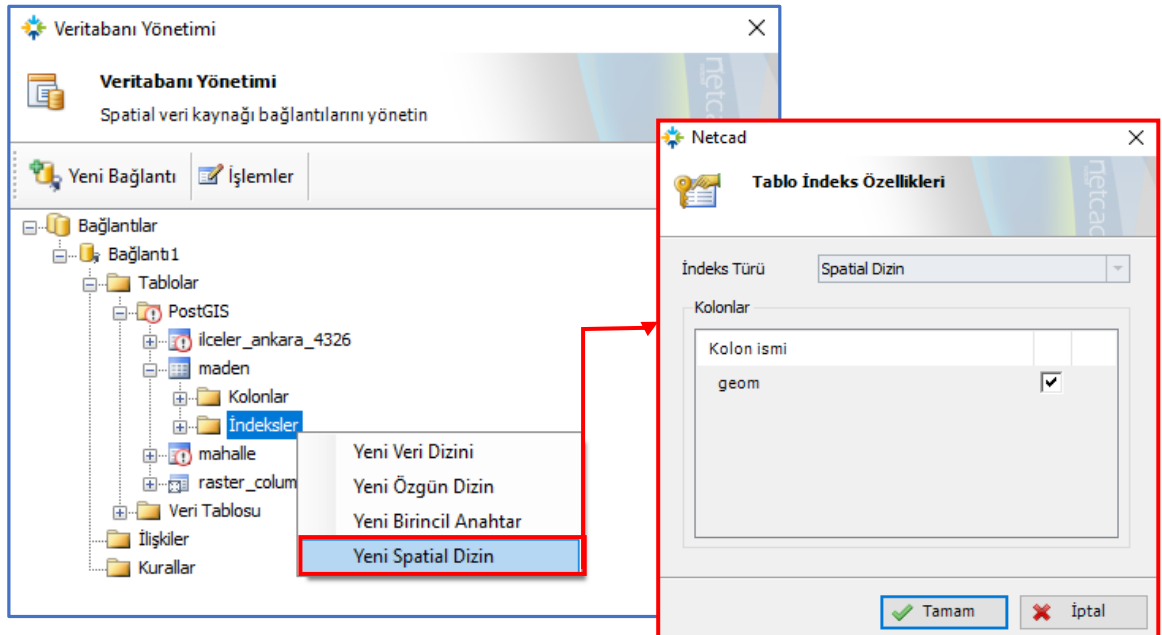 Veritabanı Yönetimi
Veritabanı Yönetimi
Spatial veri kaynağı bağlantılarını yönetin
netcad
Yeni Bağlantı
İşlemler
Bağlantılar
Bağlantı1
Tablolar
PostGIS
ilceler_ankara_4326
maden
Kolonlar
İndeksler
mahalle
raster_colum
Veri Tablosu
İlişkiler
Kurallar
Yeni Veri Dizini
Yeni Özgün Dizin
Yeni Birincil Anahtar
Yeni Spatial Dizin
Netcad
Tablo İndeks Özellikleri
netcad
İndeks Türü
Spatial Dizin
Kolonlar
Kolon ismi
geom
Tamam
İptal